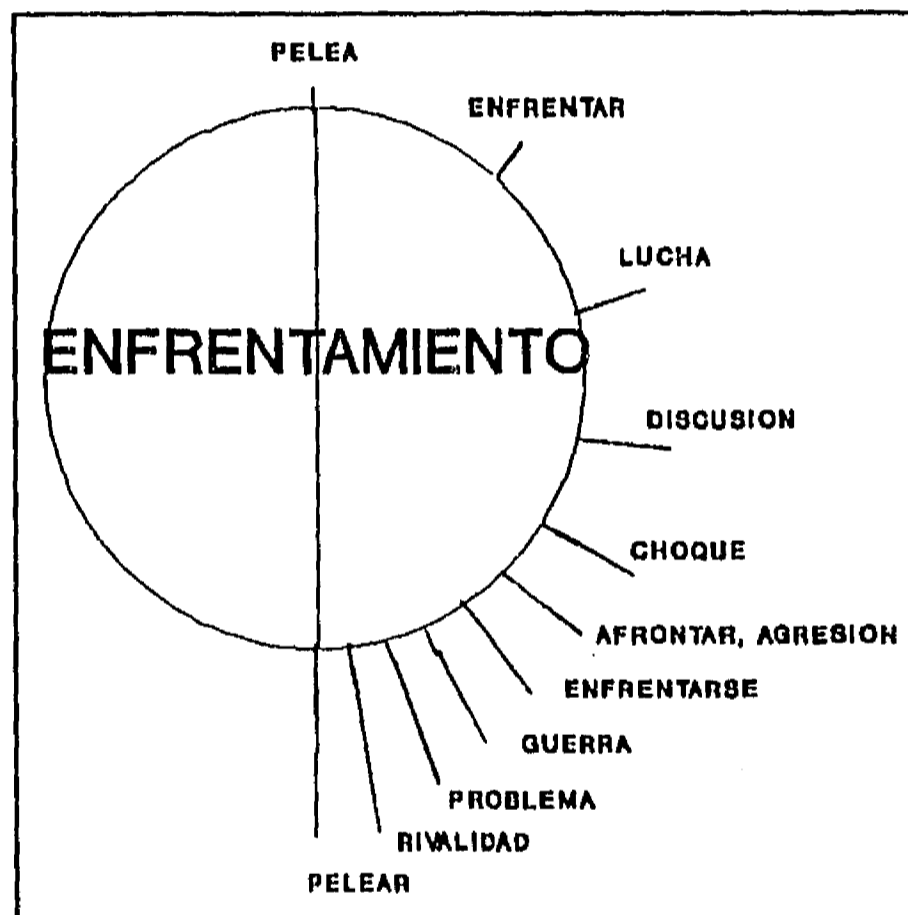 PELEA
ENFRENTAR
LUCHA
ENFRENTAMIENTO
DISCUSION
CHOQUE
AFRONTAR, AGRESION
ENFRENTARSE
GUERRA
PROBLEMA
RIVALIDAD
PELEAR